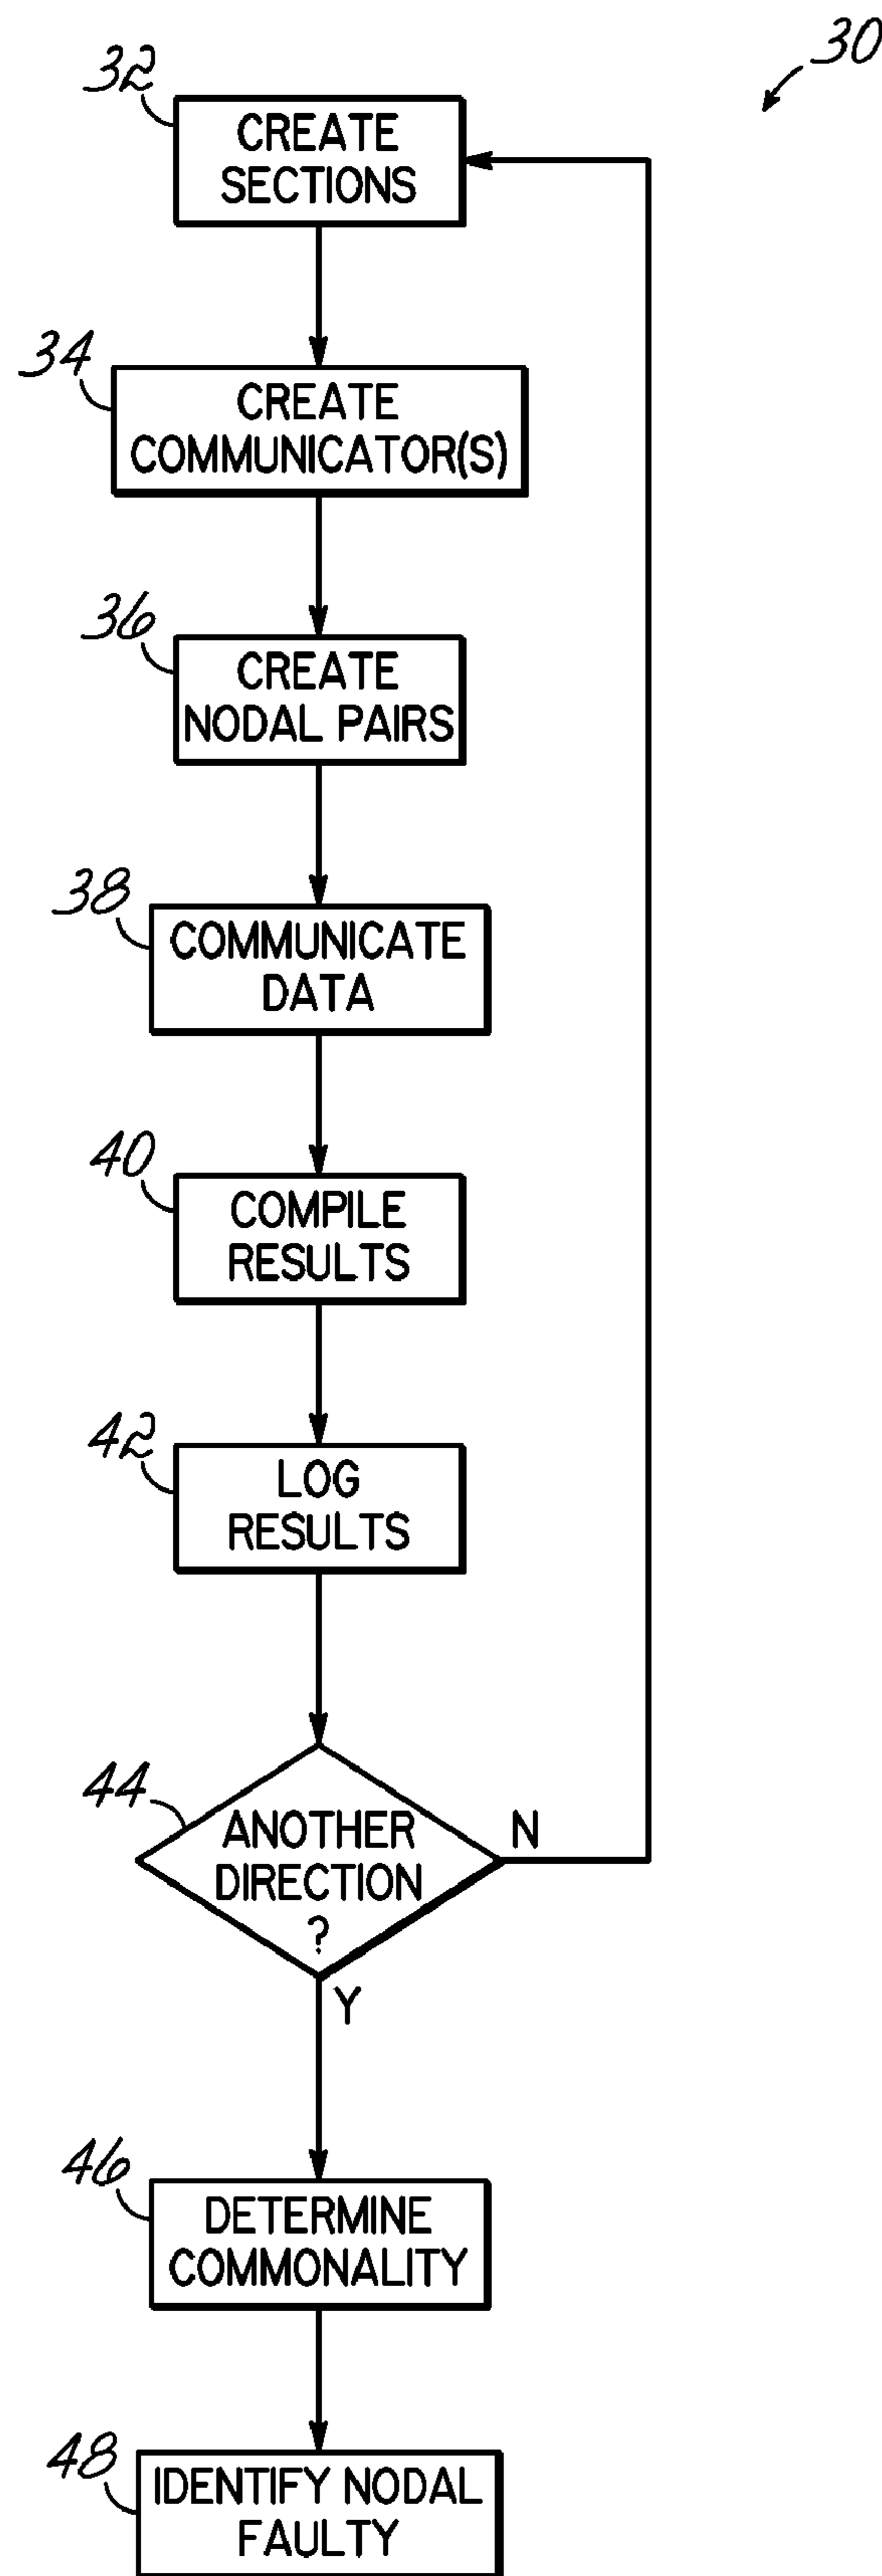 30
32
CREATE
SECTIONS
34
CREATE
COMMUNICATOR(S)
36
CREATE
NODAL PAIRS
38
COMMUNICATE
DATA
40
COMPILE
RESULTS
42
LOG
RESULTS
44
ANOTHER
DIRECTION
?
N
Y
46
DETERMINE
COMMONALITY
48
IDENTIFY NODAL
FAULTY